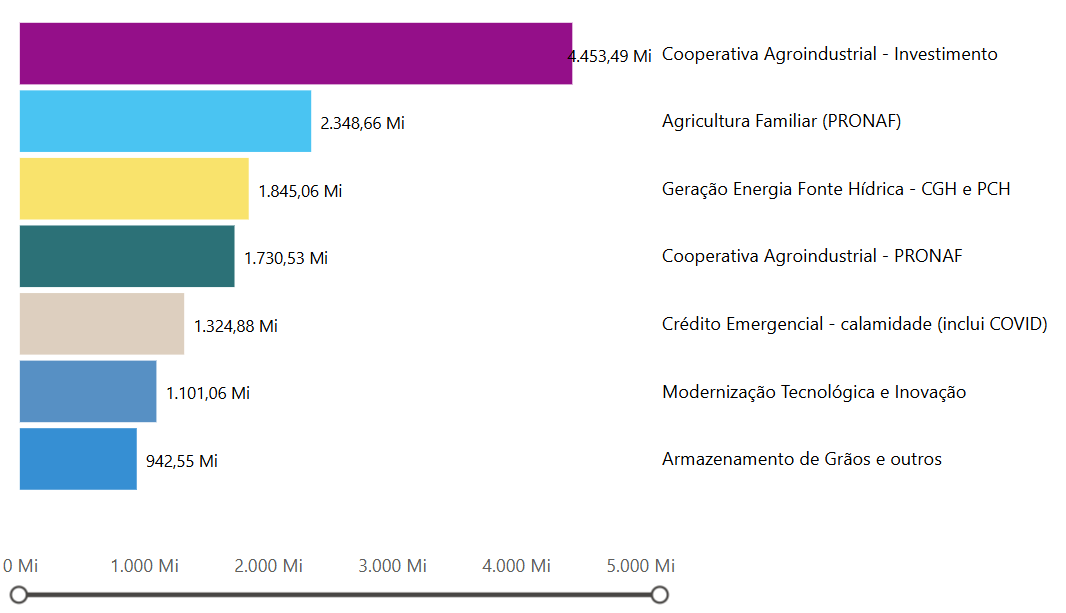 4.453,49 Mi Cooperativa Agroindustrial - Investimento
2.348,66 Mi Agricultura Familiar (PRONAF)
1.845,06 Mi Geração Energia Fonte Hídrica - CGH e PCH
1.730,53 Mi Cooperativa Agroindustrial - PRONAF
1.324,88 Mi Crédito Emergencial - calamidade (inclui COVID)
1.101,06 Mi Modernização Tecnológica e Inovação
942,55 Mi Armazenamento de Grãos e outros
0 Mi 1.000 Mi 2.000 Mi 3.000 Mi 4.000 Mi 5.000 Mi